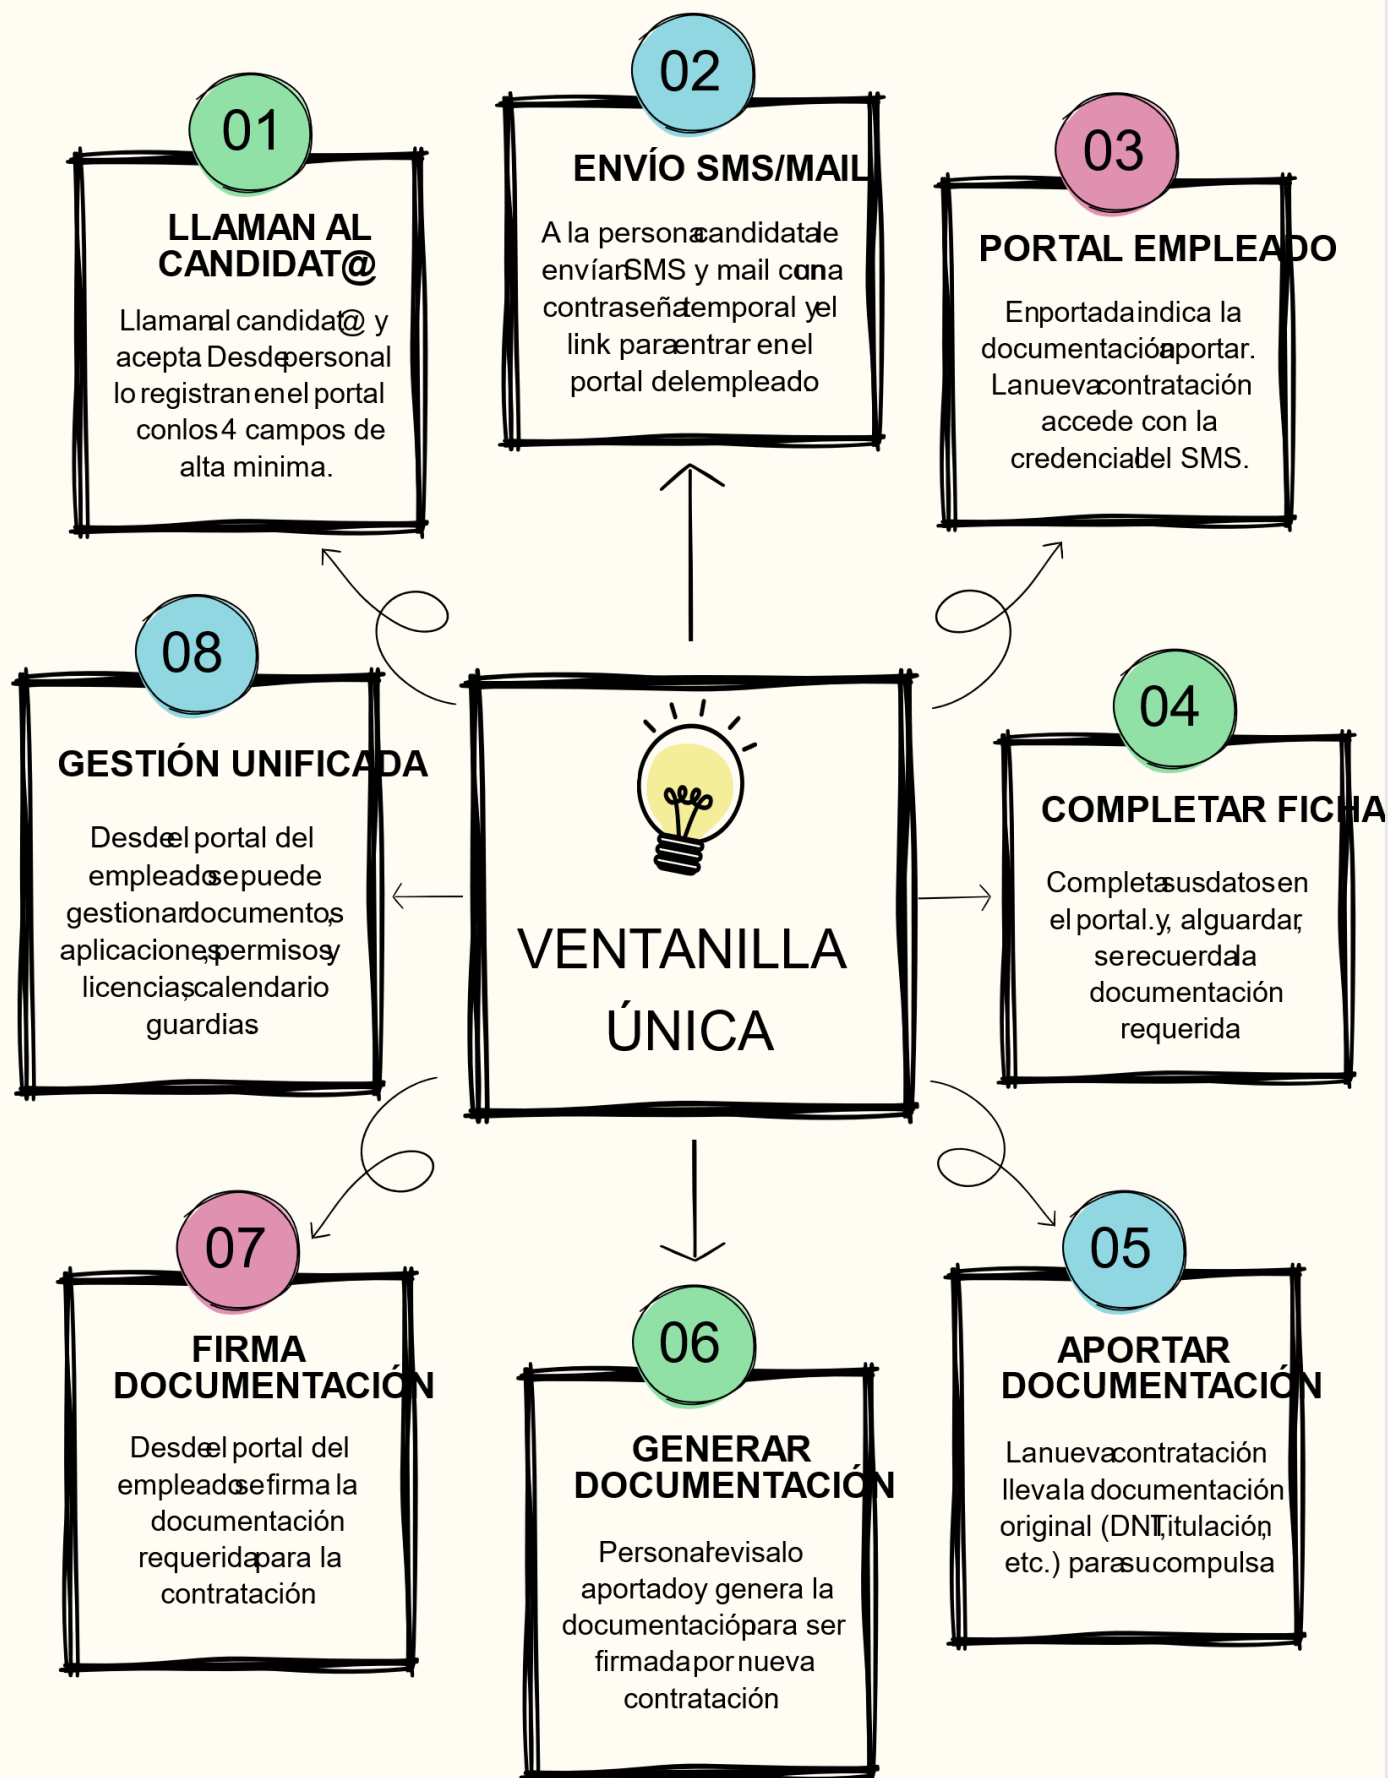 01
LLAMAN AL
CANDIDAT@
Llaman al candidat@ y
acepta. Desde personal
lo registran en el portal
con los 4 campos de
alta minima.
02
ENVÍO SMS/MAIL
A la persona candidata le
envían SMS y mail con una
contraseña temporal y el
link para entrar en el
portal del empleado.
03
PORTAL EMPLEADO
En portada indica la
documentación aportar.
La nueva contratación
accede con la
credencial del SMS.
08
GESTIÓN UNIFICADA
Desde el portal del
empleado se puede
gestionar documentos,
aplicaciones, permisos y
licencias, calendario
guardias.
VENTANILLA
ÚNICA
04
COMPLETAR FICHA
Completa sus datos en
el portal.y, al guardar,
se recuerda la
documentación
requerida
07
FIRMA
DOCUMENTACIÓN
Desde el portal del
empleado se firma la
documentación
requerida para la
contratación.
06
GENERAR
DOCUMENTACIÓN
Personal revisa lo
aportado y genera la
documentación para ser
firmada por nueva
contratación.
05
APORTAR
DOCUMENTACIÓN
La nueva contratación
lleva la documentación
original (DNI, Titulación,
etc.) para su compulsa